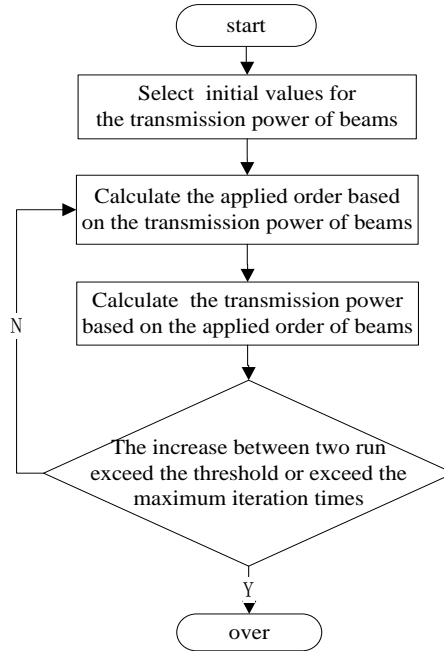 start
Select initial values for
the transmission power of beams
Calculate the applied order based
on the transmission power of beams
Calculate the transmission power
based on the applied order of beams
N
The increase between two run
exceed the threshold or exceed the
maximum iteration times
Y
over